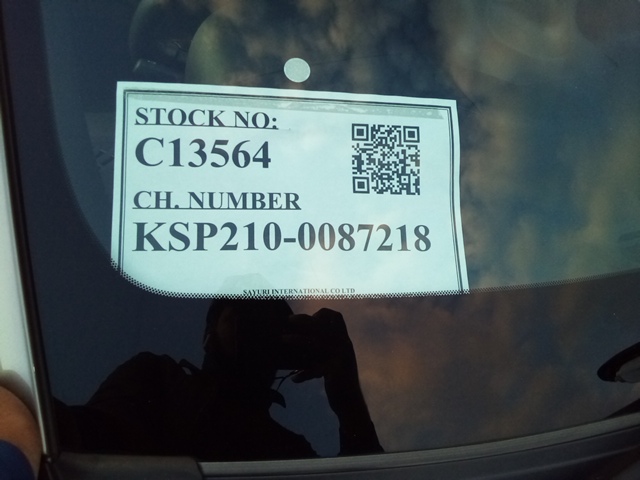 STOCK NO:
C13564
CH. NUMBER
KSP210-0087218
SAYURI INTERNATIONAL CO LTD